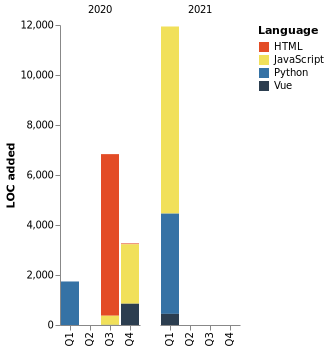 2020
2021
Language
HTML
JavaScript
Python
Vue
LOC added
12,000
10,000
8,000
6,000
4,000
2,000
0
Q1 Q2 Q3 Q4
Q1 Q2 Q3 Q4